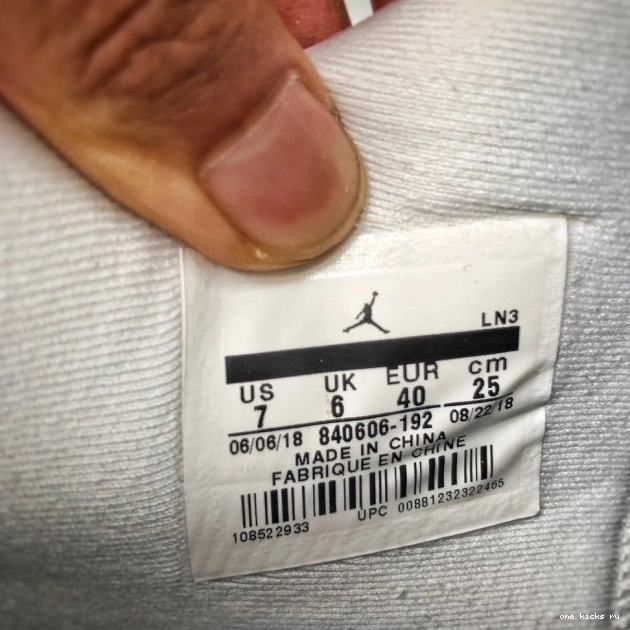 LN3
US UK EUR cm
7 6 40 25
06/06/18 840606-192 08/22/18
MADE IN CHINA
FABRIQUE EN CHINE
108522933 UPC 00881232322465
one kicks ru